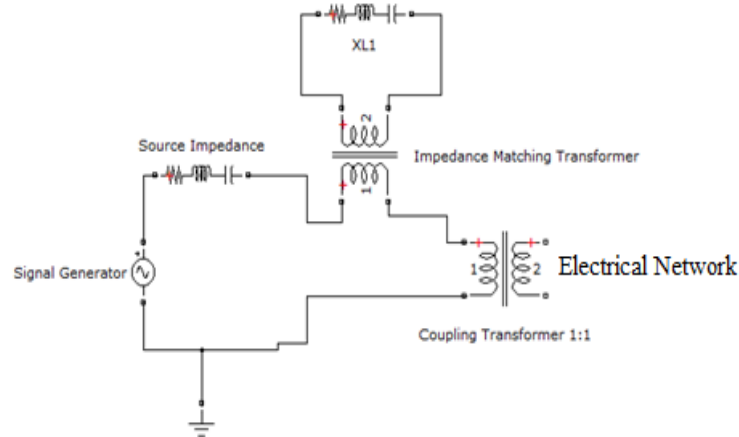 XL1
2
Source Impedance
Impedance Matching Transformer
1
Signal Generator
1
2
Electrical Network
Coupling Transformer 1:1